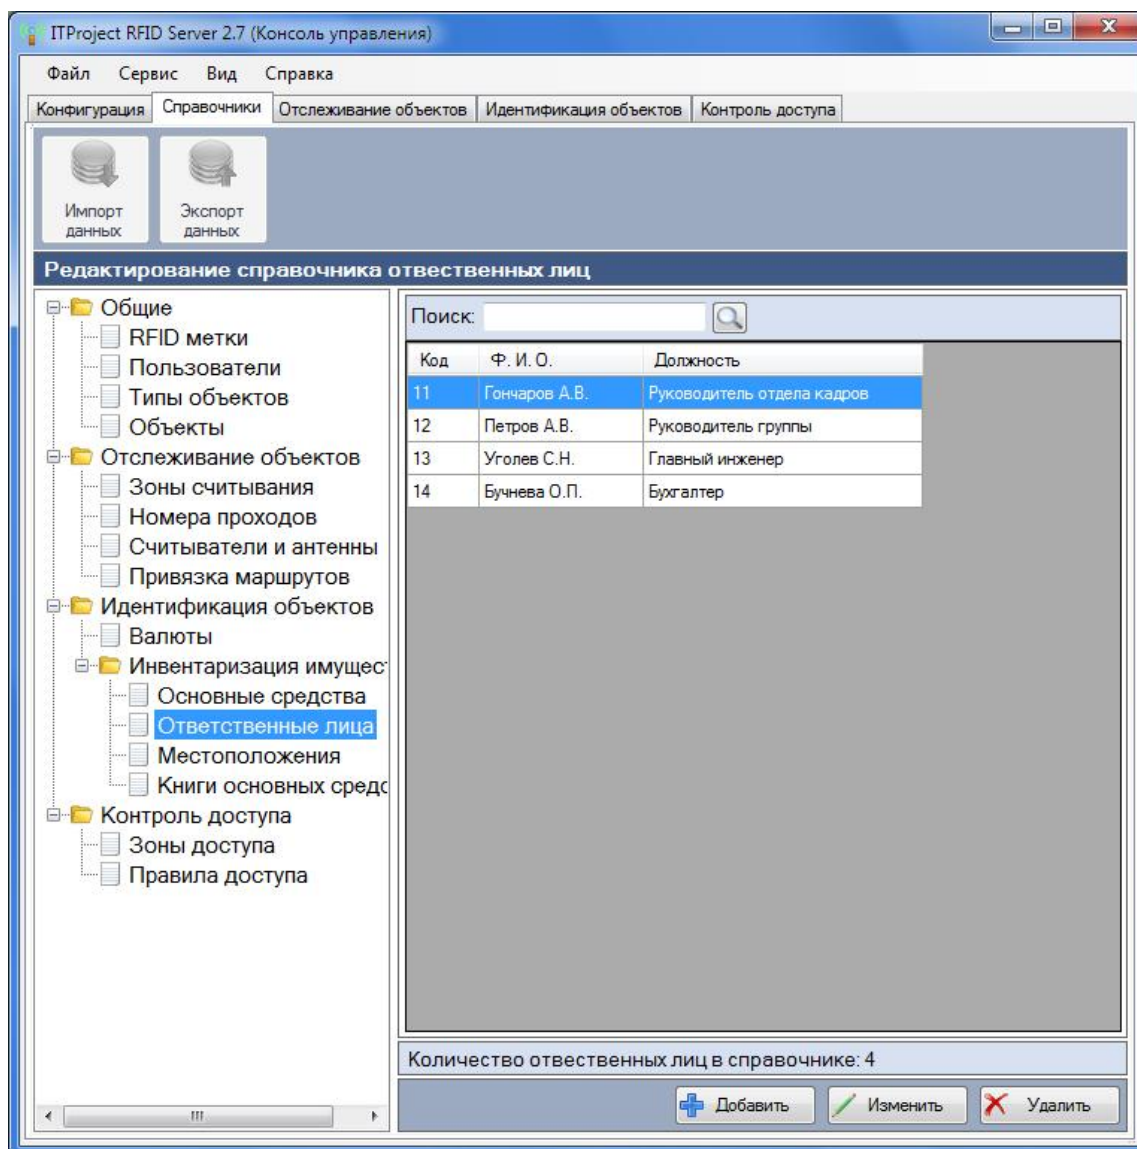 ITProject RFID Server 2.7 (Консоль управления)
Файл Сервис Вид Справка
Конфигурация Справочники Отслеживание объектов Идентификация объектов Контроль доступа
Импорт данных
Экспорт данных
Редактирование справочника отвественных лиц
Общие
RFID метки
Пользователи
Типы объектов
Объекты
Отслеживание объектов
Зоны считывания
Номера проходов
Считыватели и антенны
Привязка маршрутов
Идентификация объектов
Валюты
Инвентаризация имущес
Основные средства
Ответственные лица
Местоположения
Книги основных средс
Контроль доступа
Зоны доступа
Правила доступа
Поиск:
Код Ф. И. О. Должность
11 Гончаров А.В. Руководитель отдела кадров
12 Петров А.В. Руководитель группы
13 Уголев С.Н. Главный инженер
14 Бучнева О.П. Бухгалтер
Количество отвественных лиц в справочнике: 4
Добавить Изменить Удалить